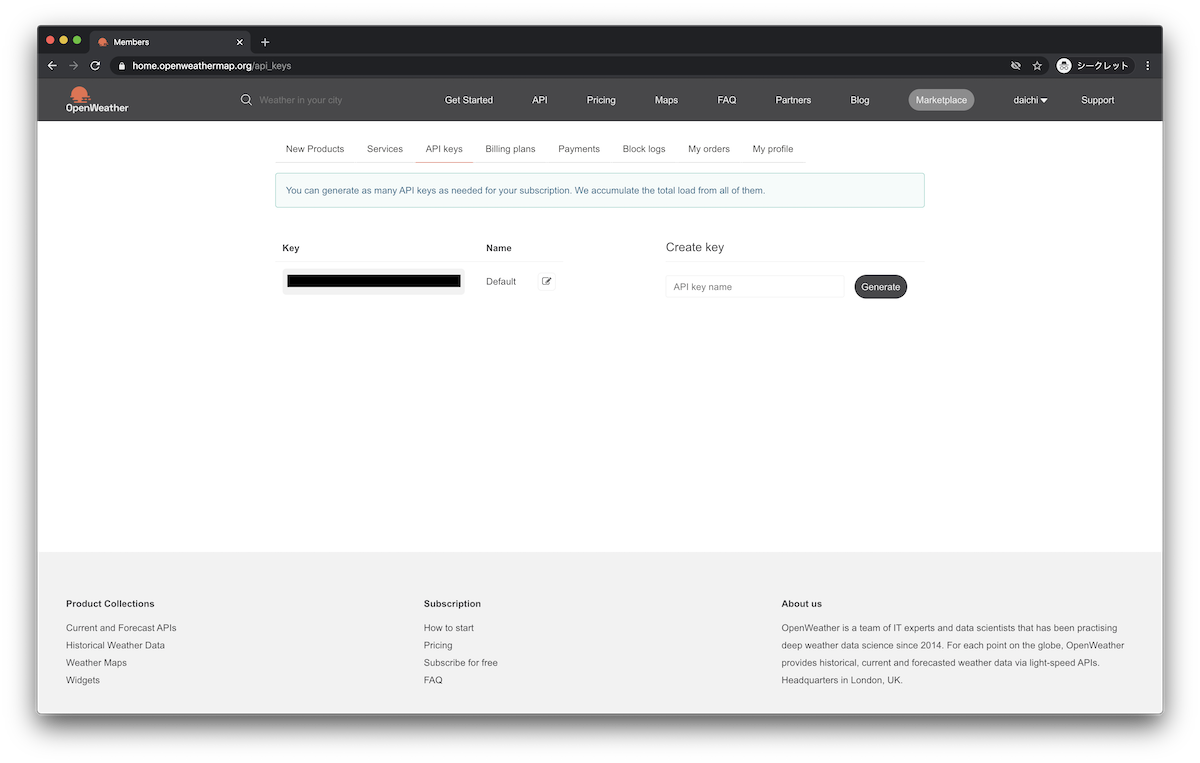 Members
home.openweathermap.org/api_keys
シークレット
OpenWeather
Weather in your city
Get Started
API
Pricing
Maps
FAQ
Partners
Blog
Marketplace
daichi
Support
New Products
Services
API keys
Billing plans
Payments
Block logs
My orders
My profile
You can generate as many API keys as needed for your subscription. We accumulate the total load from all of them.
Key
Name
Default
Create key
API key name
Generate
Product Collections
Current and Forecast APIs
Historical Weather Data
Weather Maps
Widgets
Subscription
How to start
Pricing
Subscribe for free
FAQ
About us
OpenWeather is a team of IT experts and data scientists that has been practising
deep weather data science since 2014. For each point on the globe, OpenWeather
provides historical, current and forecasted weather data via light-speed APIs.
Headquarters in London, UK.